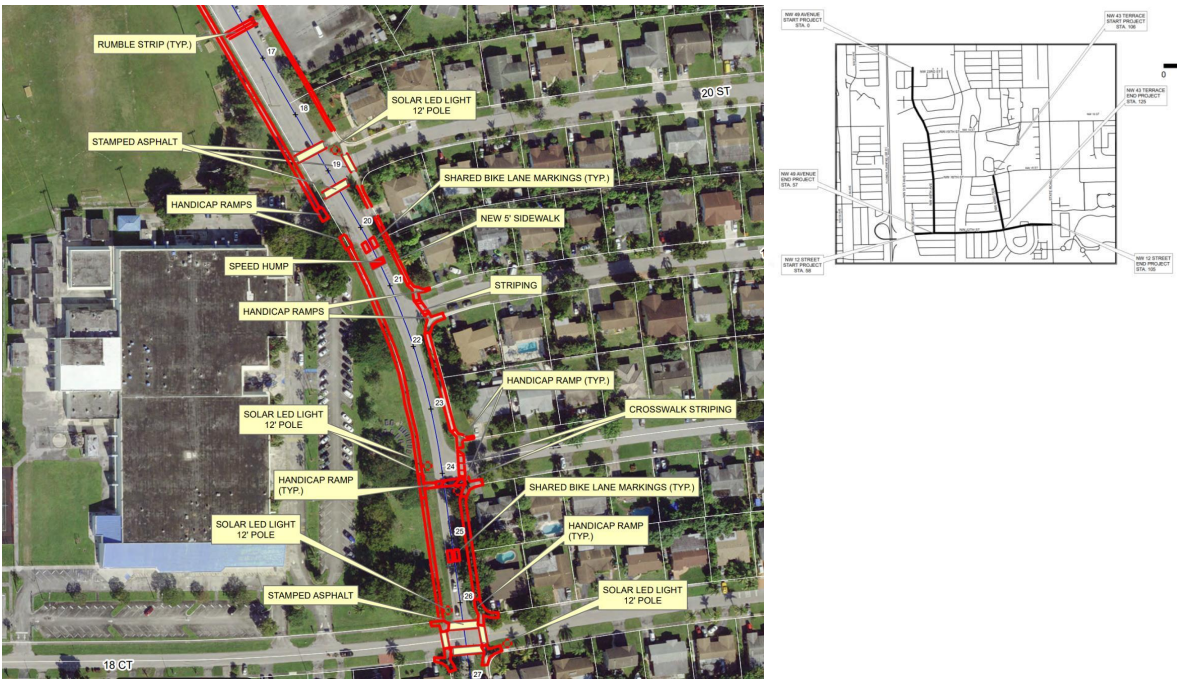 RUMBLE STRIP (TYP.)
17
18
SOLAR LED LIGHT
12' POLE
20 ST
STAMPED ASPHALT
19
SHARED BIKE LANE MARKINGS (TYP.)
HANDICAP RAMPS
20
NEW 5' SIDEWALK
SPEED HUMP
21
STRIPING
HANDICAP RAMPS
22
HANDICAP RAMP (TYP.)
23
CROSSWALK STRIPING
SOLAR LED LIGHT
12' POLE
24
HANDICAP RAMP
(TYP.)
SHARED BIKE LANE MARKINGS (TYP.)
25
SOLAR LED LIGHT
12' POLE
HANDICAP RAMP
(TYP.)
26
STAMPED ASPHALT
SOLAR LED LIGHT
12' POLE
18 CT
27
NW 49 AVENUE
START PROJECT
STA. 0
NW 43 TERRACE
START PROJECT
STA. 106
0
NW 43 TERRACE
END PROJECT
STA. 125
NW 49 AVENUE
END PROJECT
STA. 57
NW 12 STREET
START PROJECT
STA. 58
NW 12 STREET
END PROJECT
STA. 105